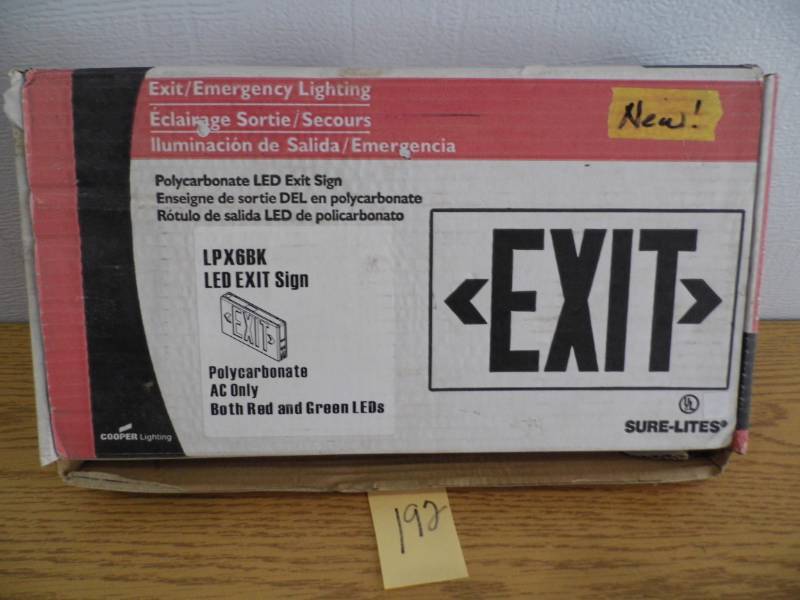 Exit/Emergency Lighting
Éclairage Sortie/Secours
Iluminación de Salida/Emergencia
New!
Polycarbonate LED Exit Sign
Enseigne de sortie DEL en polycarbonate
Rótulo de salida LED de policarbonato
LPX6BK
LED EXIT Sign
EXIT
Polycarbonate
AC Only
Both Red and Green LEDs
EXIT
UL
SURE-LITES®
COOPER Lighting
192